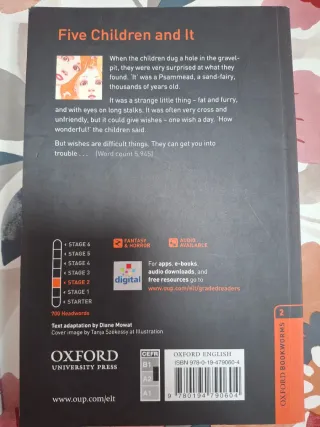 Five Children and It
When the children dug a hole in the gravel-
pit, they were very surprised at what they
found. 'It' was a Psammead, a sand-fairy,
thousands of years old.
It was a strange little thing – fat and furry,
and with eyes on long stalks. It was often very cross and
unfriendly, but it could give wishes – one wish a day. 'How
wonderful!' the children said.
But wishes are difficult things. They can get you into
trouble . . . (Word count 5,945)
STAGE 6
STAGE 5
STAGE 4
STAGE 3
STAGE 2
STAGE 1
STARTER
700 Headwords
FANTASY
& HORROR
AUDIO
AVAILABLE
digital
For apps, e-books,
audio downloads, and
free resources go to
www.oup.com/elt/gradedreaders
Text adaptation by Diane Mowat
Cover image by Tanja Székessy at Illustration
OXFORD
UNIVERSITY PRESS
www.oup.com/elt
CEFR
B1
A2
A1
OXFORD ENGLISH
ISBN 978-0-19-479060-4
9 780194 790604
2
OXFORD BOOKWORMS